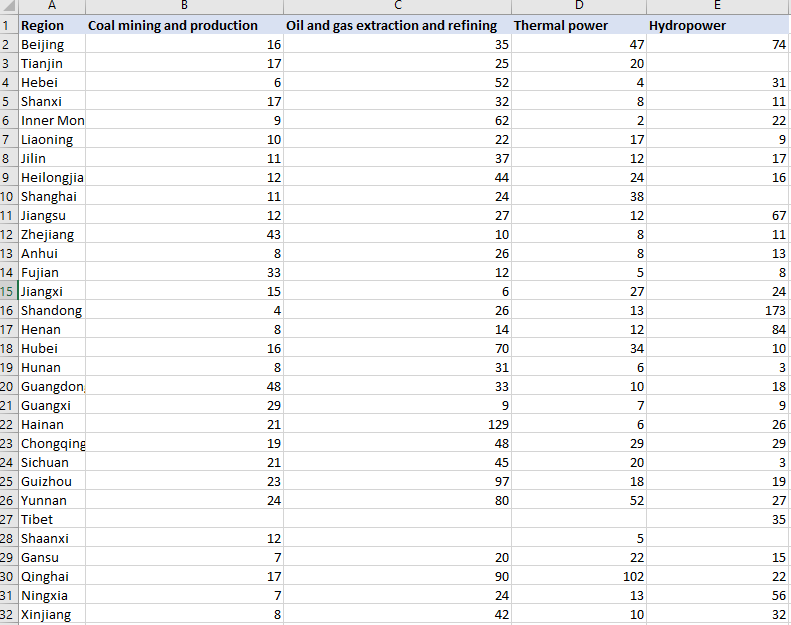 A B C D E
1 Region Coal mining and production Oil and gas extraction and refining Thermal power Hydropower
2 Beijing 16 35 47 74
3 Tianjin 17 25 20
4 Hebei 6 52 4 31
5 Shanxi 17 32 8 11
6 Inner Mon 9 62 2 22
7 Liaoning 10 22 17 9
8 Jilin 11 37 12 17
9 Heilongjia 12 44 24 16
10 Shanghai 11 24 38
11 Jiangsu 12 27 12 67
12 Zhejiang 43 10 8 11
13 Anhui 8 26 8 13
14 Fujian 33 12 5 8
15 Jiangxi 15 6 27 24
16 Shandong 4 26 13 173
17 Henan 8 14 12 84
18 Hubei 16 70 34 10
19 Hunan 8 31 6 3
20 Guangdong 48 33 10 18
21 Guangxi 29 9 7 9
22 Hainan 21 129 6 26
23 Chongqing 19 48 29 29
24 Sichuan 21 45 20 3
25 Guizhou 23 97 18 19
26 Yunnan 24 80 52 27
27 Tibet 35
28 Shaanxi 12 5
29 Gansu 7 20 22 15
30 Qinghai 17 90 102 22
31 Ningxia 7 24 13 56
32 Xinjiang 8 42 10 32